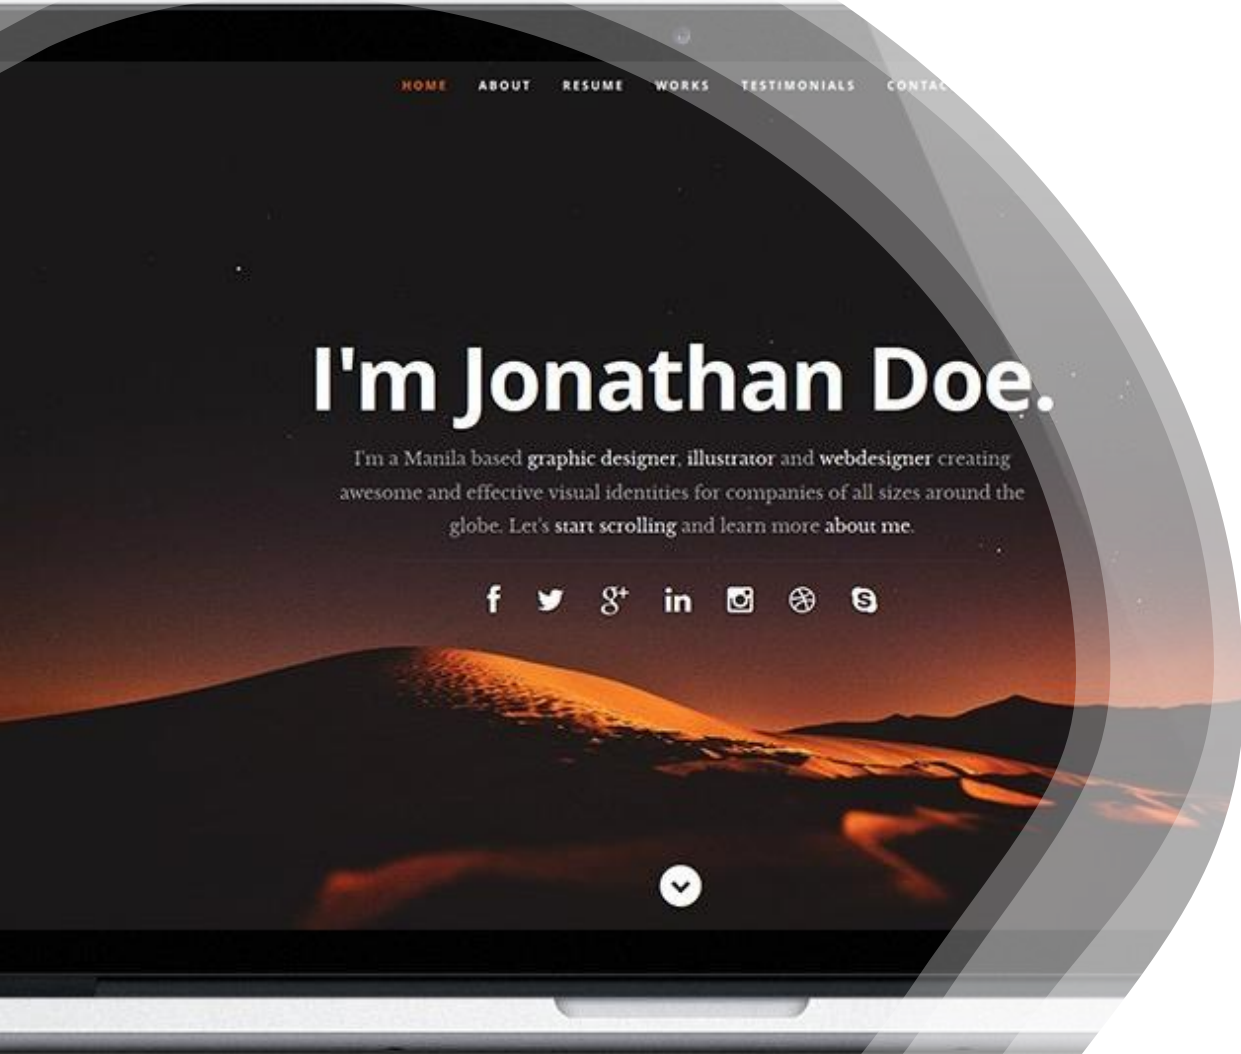 HOME ABOUT RESUME WORKS TESTIMONIALS CONTAC
I'm Jonathan Doe.
I'm a Manila based graphic designer, illustrator and webdesigner creating
awesome and effective visual identities for companies of all sizes around the
globe. Let's start scrolling and learn more about me.